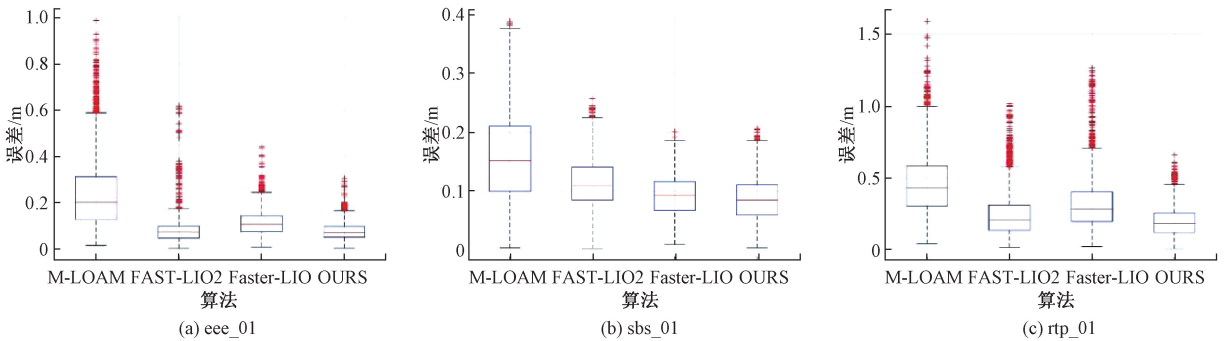 1.0
0.8
0.6
0.4
0.2
0
误差/m
M-LOAM FAST-LIO2 Faster-LIO OURS
算法
(a) eee_01
0.4
0.3
0.2
0.1
0
误差/m
M-LOAM FAST-LIO2 Faster-LIO OURS
算法
(b) sbs_01
1.5
1.0
0.5
0
误差/m
M-LOAM FAST-LIO2 Faster-LIO OURS
算法
(c) rtp_01